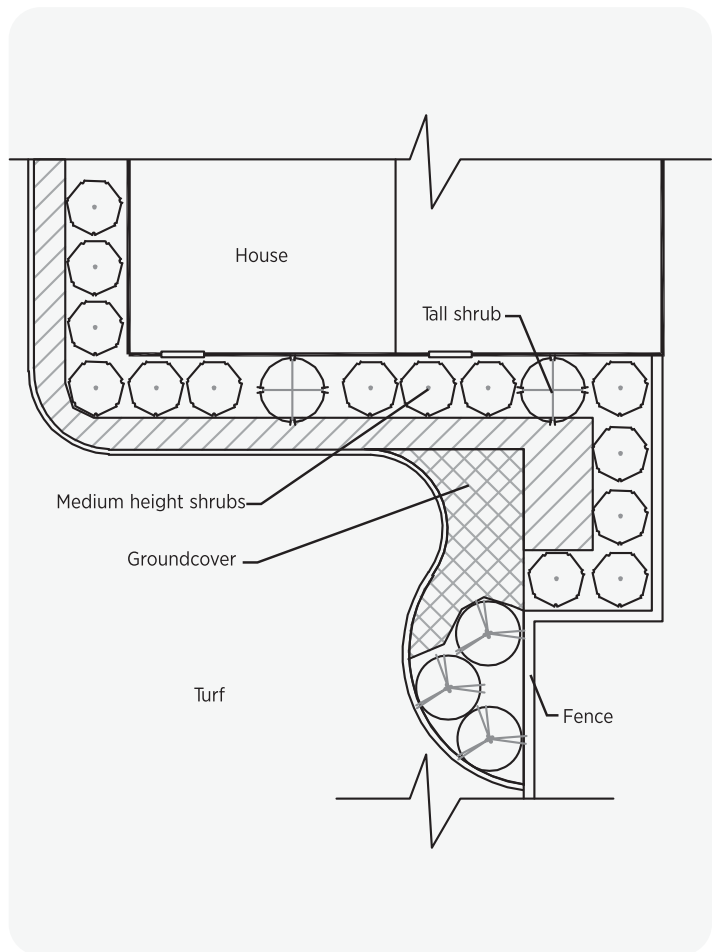 House
Tall shrub
Medium height shrubs
Groundcover
Turf
Fence